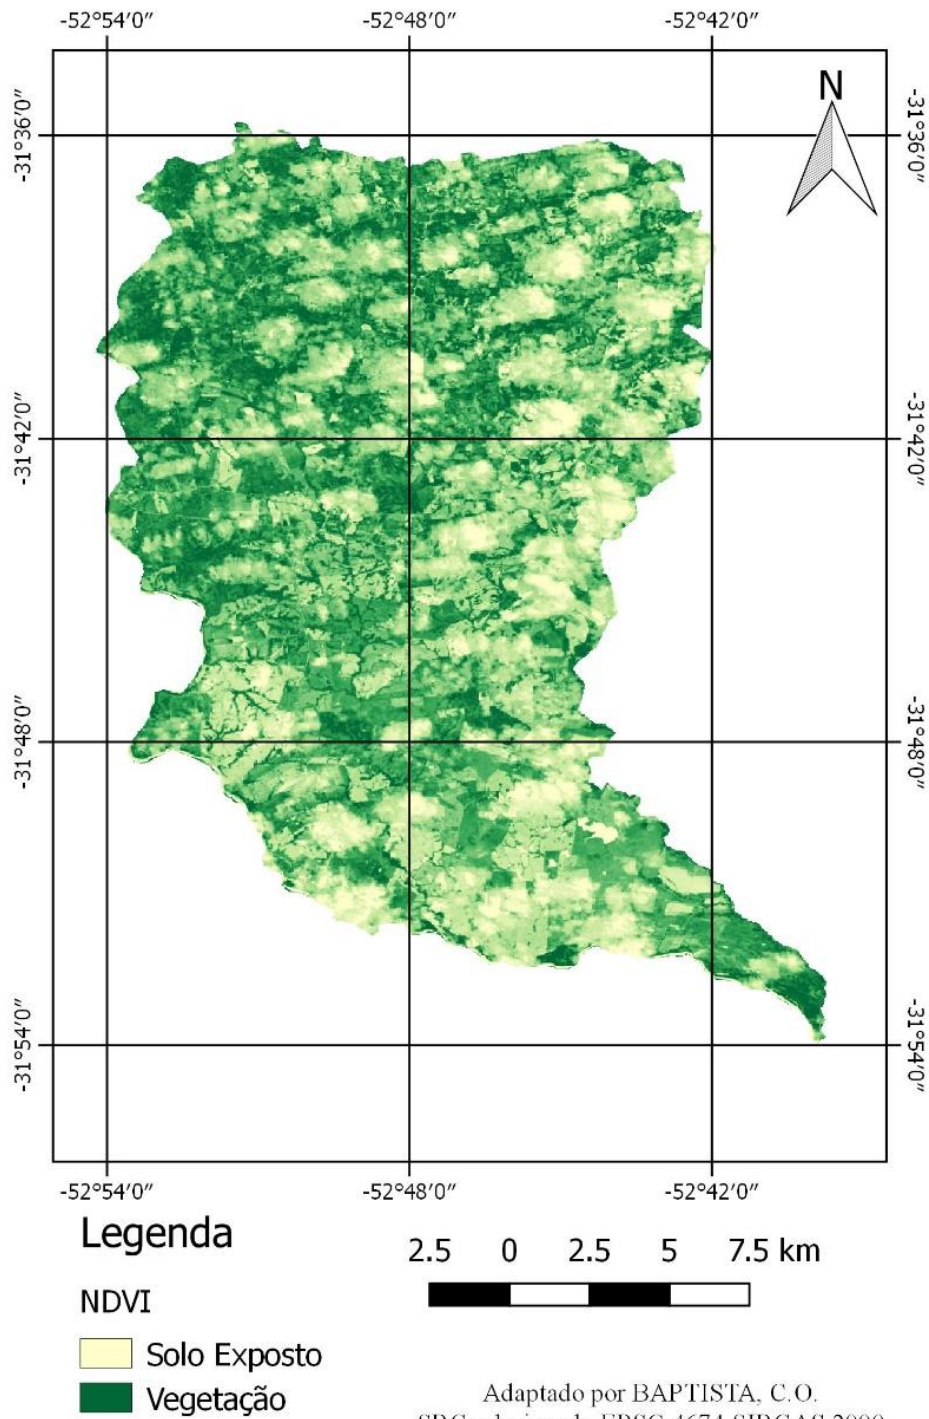 -52°54′0″ -52°48′0″ -52°42′0″
N
-31°36′0″ -31°36′0″
-31°42′0″ -31°42′0″
-31°48′0″ -31°48′0″
-31°54′0″ -31°54′0″
-52°54′0″ -52°48′0″ -52°42′0″
Legenda
2.5 0 2.5 5 7.5 km
NDVI
Solo Exposto
Vegetação
Adaptado por BAPTISTA, C.O.